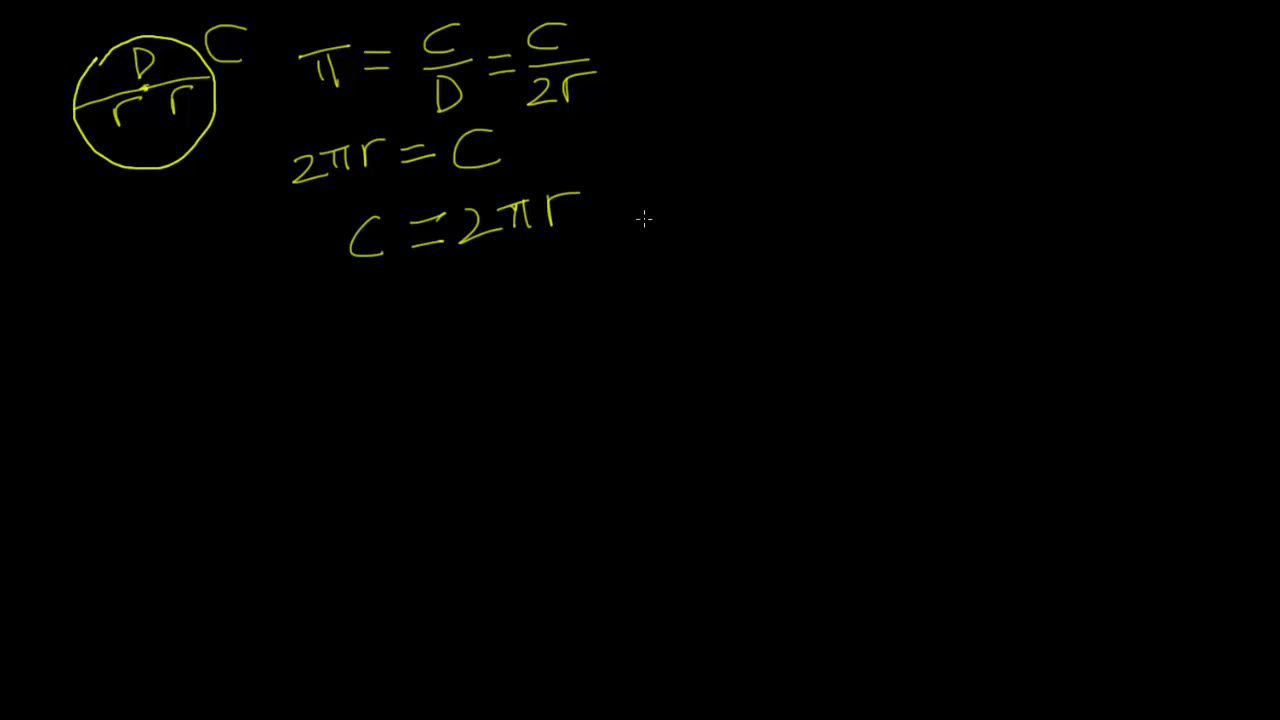 D
r r
C
π = C/D = C/2r
2πr = C
C = 2πr